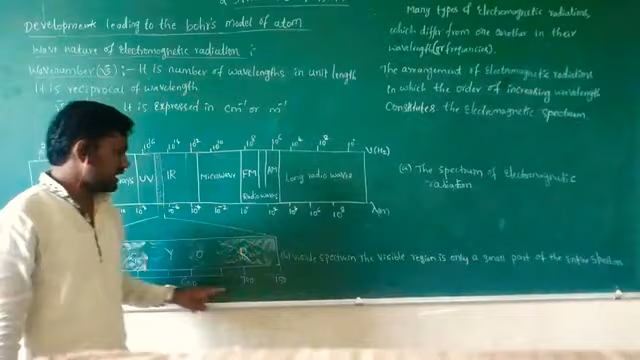 Development leading to the bohr's model of atom
Wave nature of Electromagnetic radiation :-
Wavenumber (ν̅) :- It is number of wavelengths in unit length
It is reciprocal of wavelength
It is expressed in cm⁻¹ or m⁻¹
Many types of Electromagnetic radiations,
which differ from one another in their
wavelength (or frequencies).
The arrangement of Electromagnetic radiations
in which the order of increasing wavelength
Constitutes the Electromagnetic spectrum.
ν(Hz)
UV IR Microwave FM AM Long radio wave
Radio waves
λ(m)
(a) The spectrum of Electromagnetic
radiation
Y O R
(b) Visible spectrum The visible region is only a small part of the Entire Spectrum
700 750